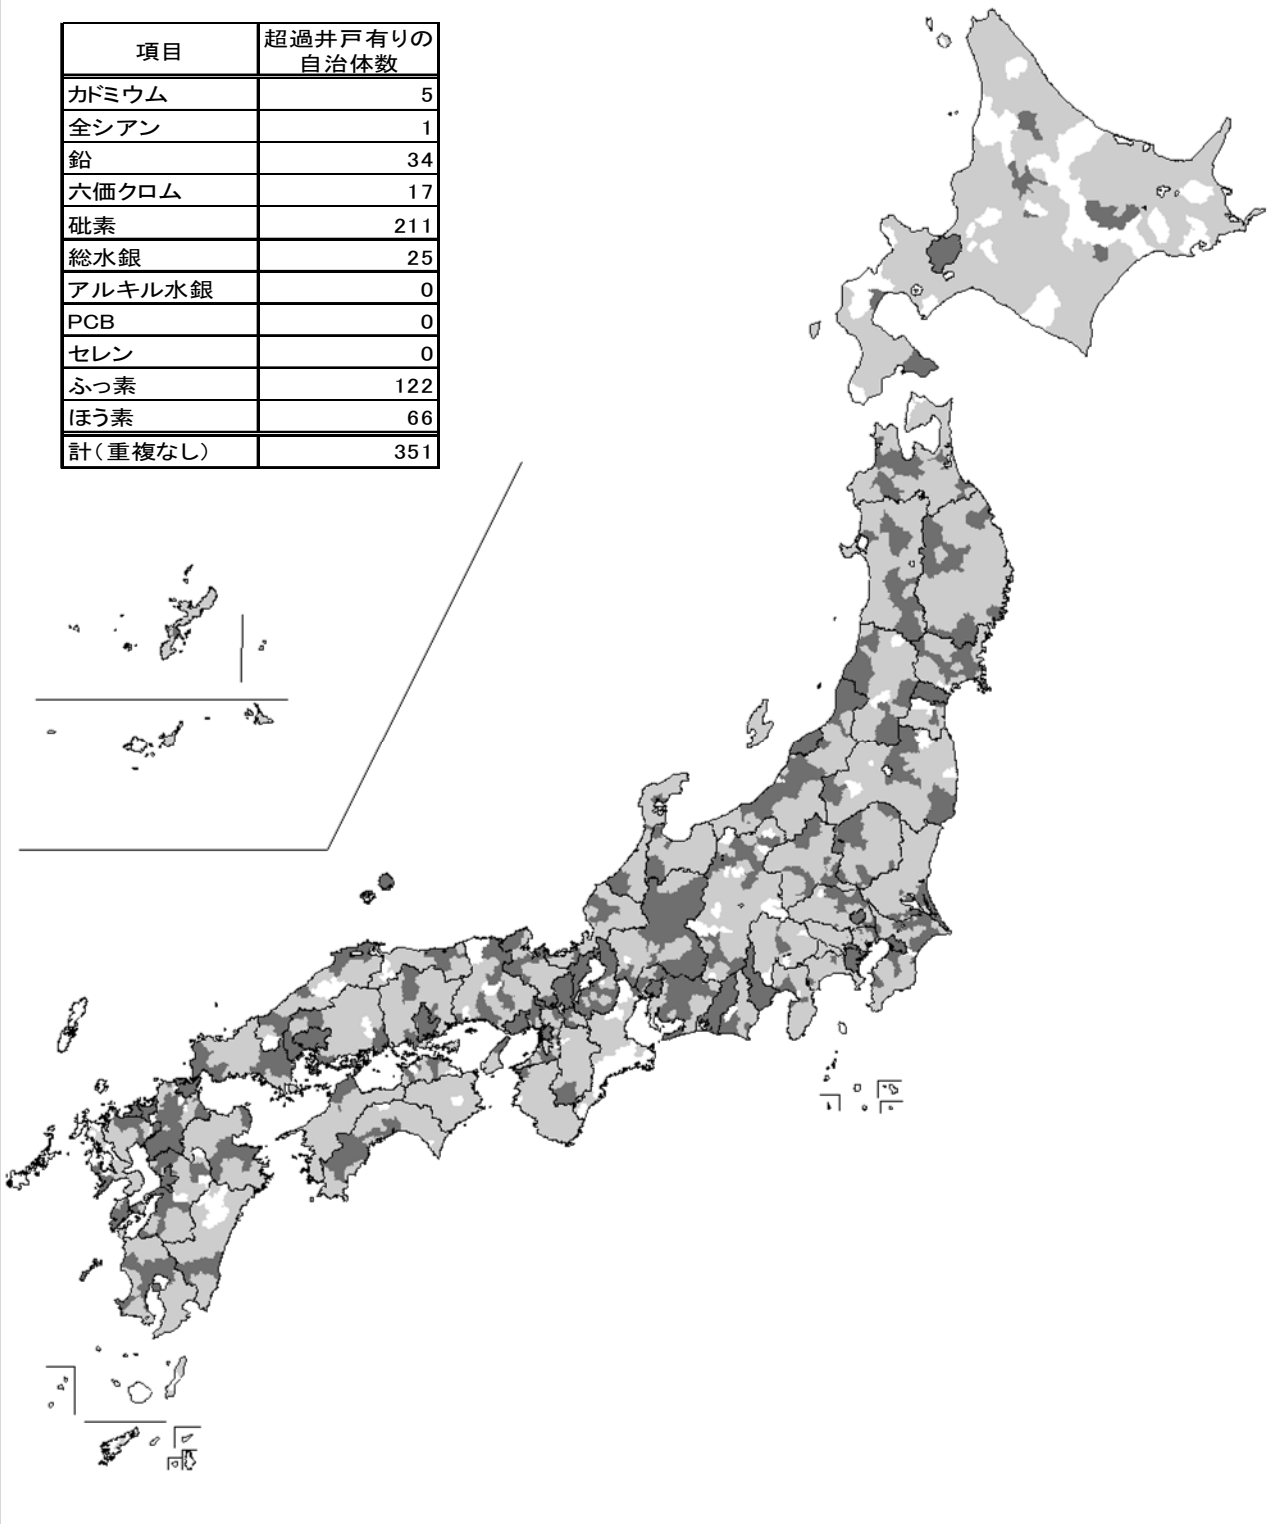 項目 超過井戸有りの
自治体数
カドミウム 5
全シアン 1
鉛 34
六価クロム 17
砒素 211
総水銀 25
アルキル水銀 0
PCB 0
セレン 0
ふっ素 122
ほう素 66
計(重複なし) 351